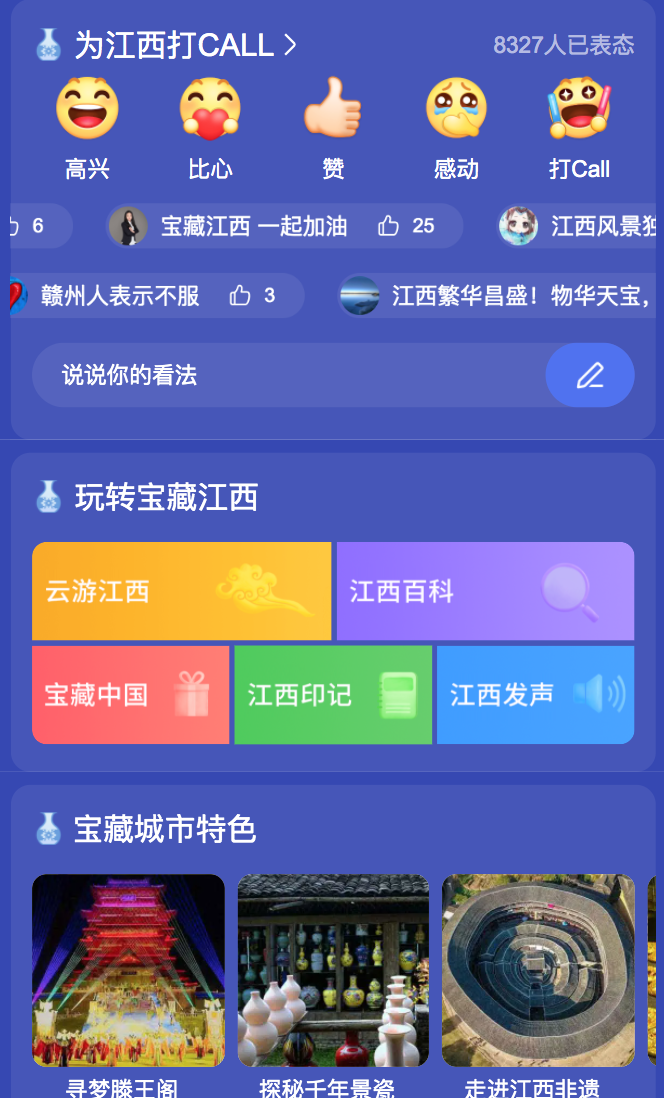 为江西打CALL
8327人已表态
高兴 比心 赞 感动 打Call
6 宝藏江西 一起加油 25 江西风景独
赣州人表示不服 3 江西繁华昌盛！物华天宝，
说说你的看法
玩转宝藏江西
云游江西 江西百科
宝藏中国 江西印记 江西发声
宝藏城市特色
寻梦滕王阁 探秘千年景瓷 走进江西非遗